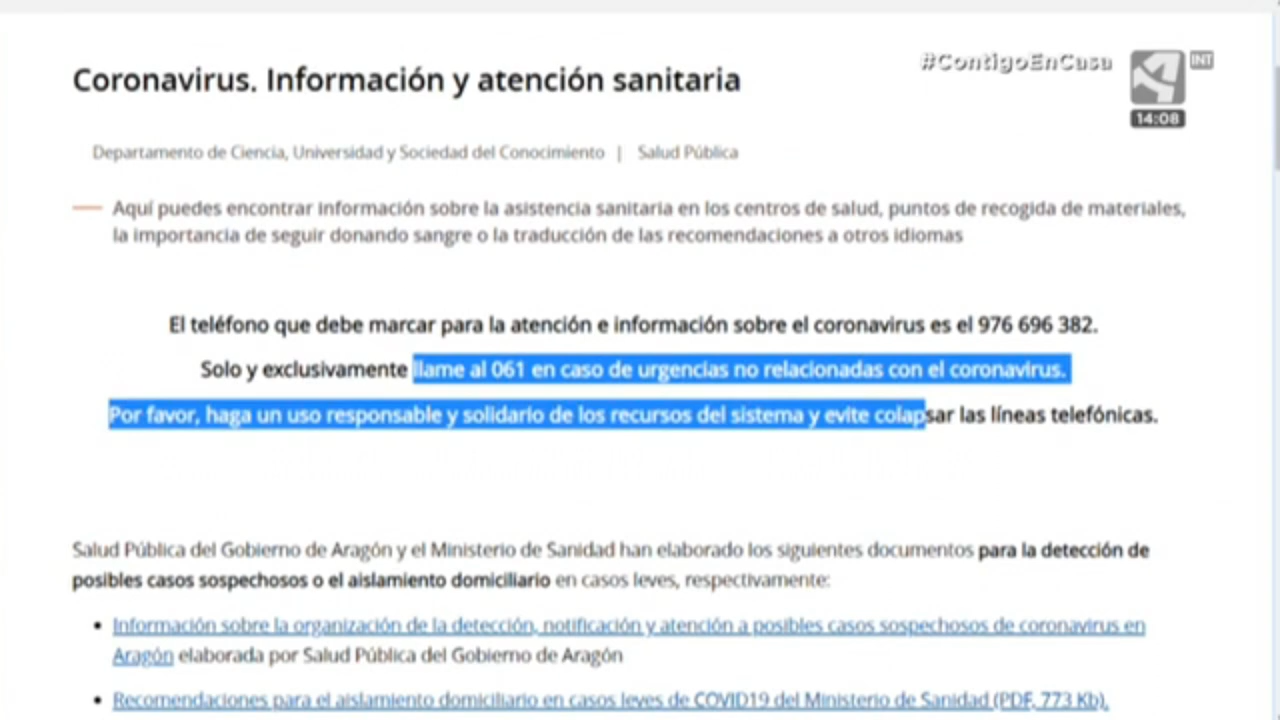 #ContigoEnCasa
INT
14:08
Coronavirus. Información y atención sanitaria
Departamento de Ciencia, Universidad y Sociedad del Conocimiento | Salud Pública
Aquí puedes encontrar información sobre la asistencia sanitaria en los centros de salud, puntos de recogida de materiales,
la importancia de seguir donando sangre o la traducción de las recomendaciones a otros idiomas
El teléfono que debe marcar para la atención e información sobre el coronavirus es el 976 696 382.
Solo y exclusivamente llame al 061 en caso de urgencias no relacionadas con el coronavirus.
Por favor, haga un uso responsable y solidario de los recursos del sistema y evite colapsar las líneas telefónicas.
Salud Pública del Gobierno de Aragón y el Ministerio de Sanidad han elaborado los siguientes documentos para la detección de
posibles casos sospechosos o el aislamiento domiciliario en casos leves, respectivamente:
• Información sobre la organización de la detección, notificación y atención a posibles casos sospechosos de coronavirus en
Aragón elaborada por Salud Pública del Gobierno de Aragón
• Recomendaciones para el aislamiento domiciliario en casos leves de COVID19 del Ministerio de Sanidad (PDF, 773 Kb).